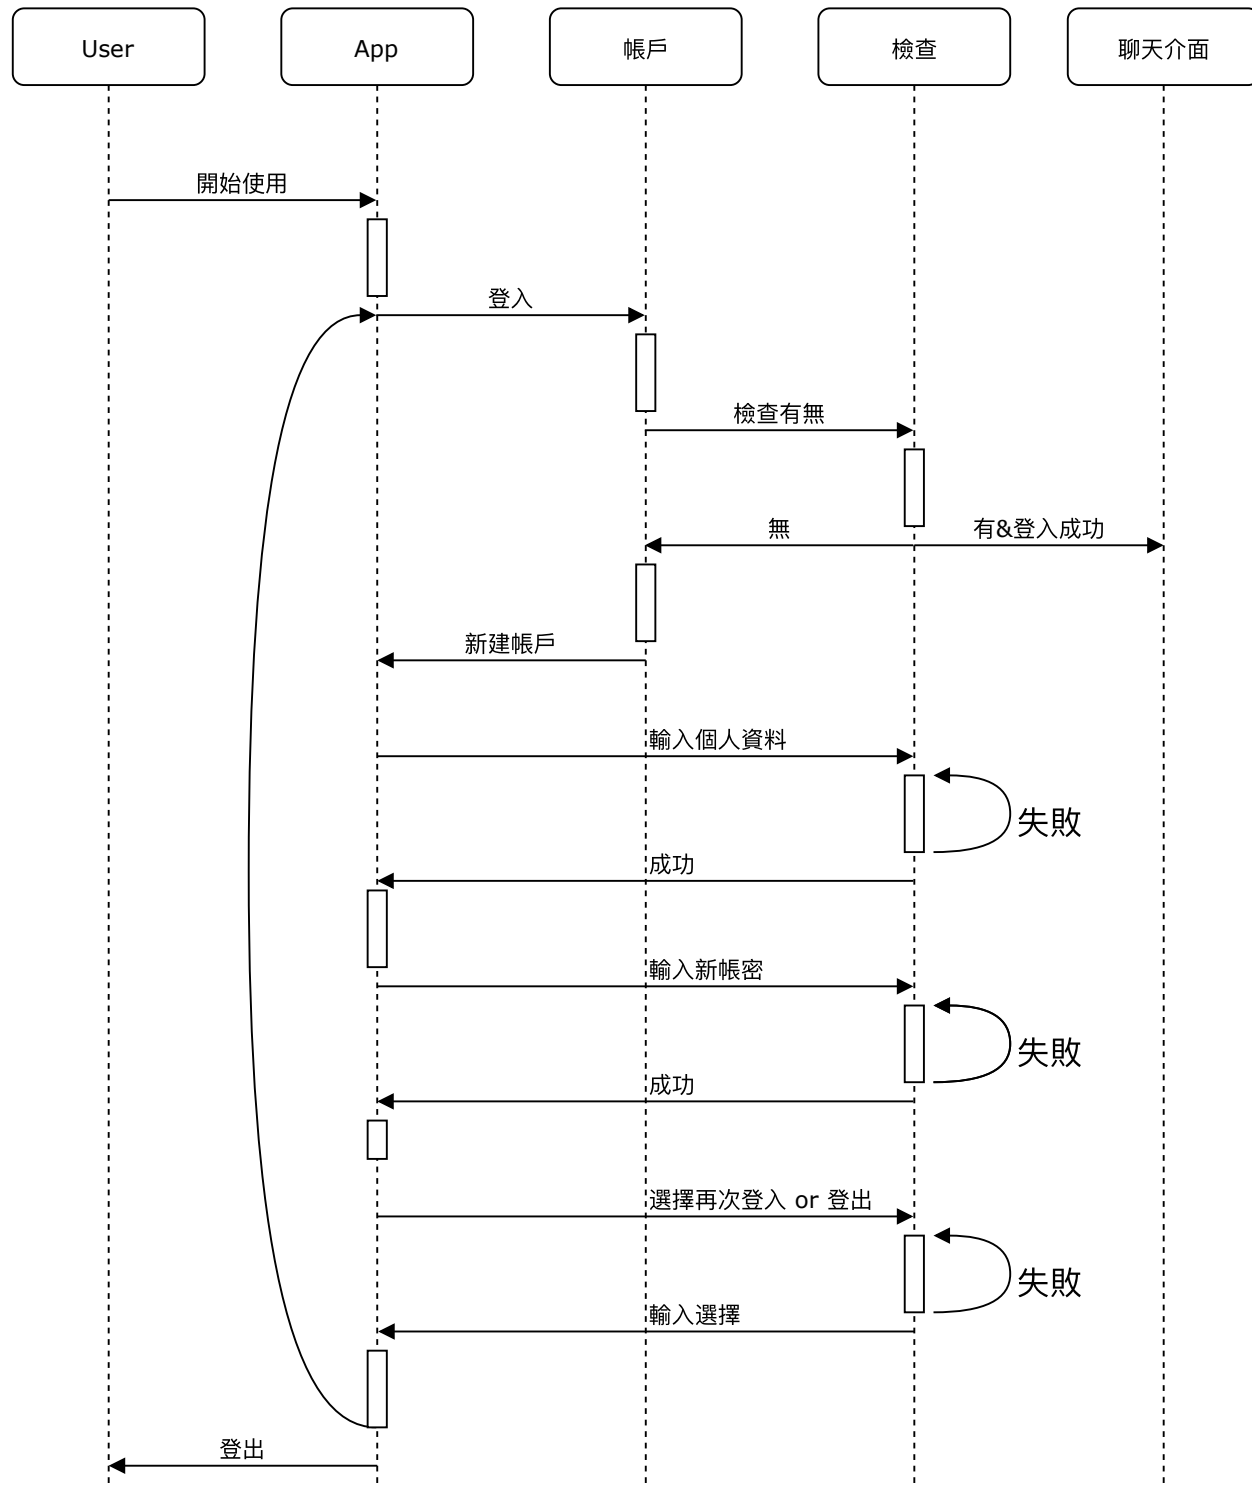 User
App
帳戶
檢查
聊天介面
開始使用
登入
檢查有無
無
有&登入成功
新建帳戶
輸入個人資料
失敗
成功
輸入新帳密
失敗
成功
選擇再次登入 or 登出
失敗
輸入選擇
登出